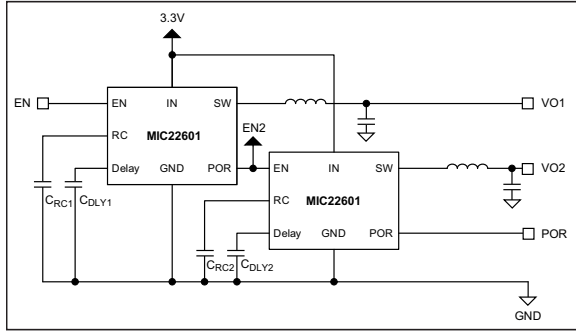 3.3V
EN
EN
IN
SW
VO1
RC
MIC22601
EN2
Delay
GND
POR
EN
IN
SW
VO2
CRC1
CDLY1
RC
MIC22601
Delay
GND
POR
POR
CRC2
CDLY2
GND